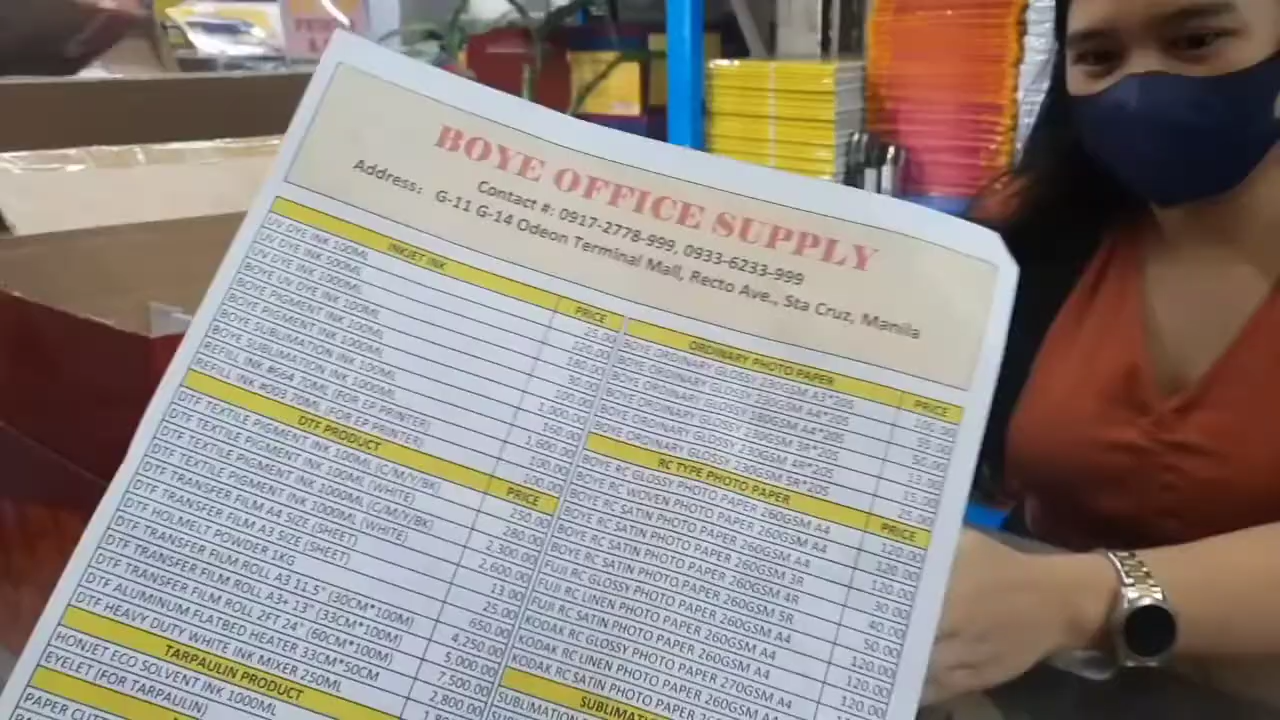 BOYE OFFICE SUPPLY
Contact #: 0917-2778-999, 0933-6233-999
Address: G-11 G-14 Odeon Terminal Mall, Recto Ave., Sta Cruz, Manila
INKJET INK PRICE
UV DYE INK 100ML 25.00
UV DYE INK 500ML 120.00
UV DYE INK 1000ML 180.00
BOYE UV DYE INK 100ML 30.00
BOYE PIGMENT INK 100ML 100.00
BOYE PIGMENT INK 1000ML 1,000.00
BOYE SUBLIMATION INK 100ML 160.00
BOYE SUBLIMATION INK 1000ML 1,600.00
REFILL INK #664 70ML (FOR EP PRINTER) 100.00
REFILL INK #003 70ML (FOR EP PRINTER) 100.00
DTF PRODUCT PRICE
DTF TEXTILE PIGMENT INK 100ML (C/M/Y/BK) 250.00
DTF TEXTILE PIGMENT INK 100ML (WHITE) 280.00
DTF TEXTILE PIGMENT INK 1000ML (C/M/Y/BK) 2,300.00
DTF TEXTILE PIGMENT INK 1000ML (WHITE) 2,600.00
DTF TRANSFER FILM A4 SIZE (SHEET) 13.00
DTF TRANSFER FILM A3 SIZE (SHEET) 25.00
DTF HOLMELT POWDER 1KG 650.00
DTF TRANSFER FILM ROLL A3 11.5" (30CM*100M) 4,250.00
DTF TRANSFER FILM ROLL A3+ 13" (33CM*100M) 5,000.00
DTF TRANSFER FILM ROLL 2FT 24' (60CM*100M) 7,500.00
DTF ALUMINUM FLATBED HEATER 33CM*50CM 2,800.00
DTF HEAVY DUTY WHITE INK MIXER 250ML
TARPAULIN PRODUCT
HONJET ECO SOLVENT INK 1000ML
EYELET (FOR TARPAULIN)
PAPER
ORDINARY PHOTO PAPER PRICE
BOYE ORDINARY GLOSSY 230GSM A3*20S 100.00
BOYE ORDINARY GLOSSY 230GSM A4*20S 55.00
BOYE ORDINARY GLOSSY 180GSM A4*20S 50.00
BOYE ORDINARY GLOSSY 230GSM 3R*20S 13.00
BOYE ORDINARY GLOSSY 230GSM 4R*20S 15.00
BOYE ORDINARY GLOSSY 230GSM 5R*20S 25.00
RC TYPE PHOTO PAPER PRICE
BOYE RC GLOSSY PHOTO PAPER 260GSM A4 120.00
BOYE RC WOVEN PHOTO PAPER 260GSM A4 120.00
BOYE RC SATIN PHOTO PAPER 260GSM A4 120.00
BOYE RC SATIN PHOTO PAPER 260GSM 3R 30.00
BOYE RC SATIN PHOTO PAPER 260GSM 4R 40.00
BOYE RC SATIN PHOTO PAPER 260GSM 5R 50.00
FUJI RC GLOSSY PHOTO PAPER 260GSM A4 120.00
FUJI RC LINEN PHOTO PAPER 260GSM A4 120.00
FUJI RC SATIN PHOTO PAPER 260GSM A4 120.00
KODAK RC GLOSSY PHOTO PAPER 270GSM A4
KODAK RC LINEN PHOTO PAPER
KODAK RC SATIN PHOTO PAPER